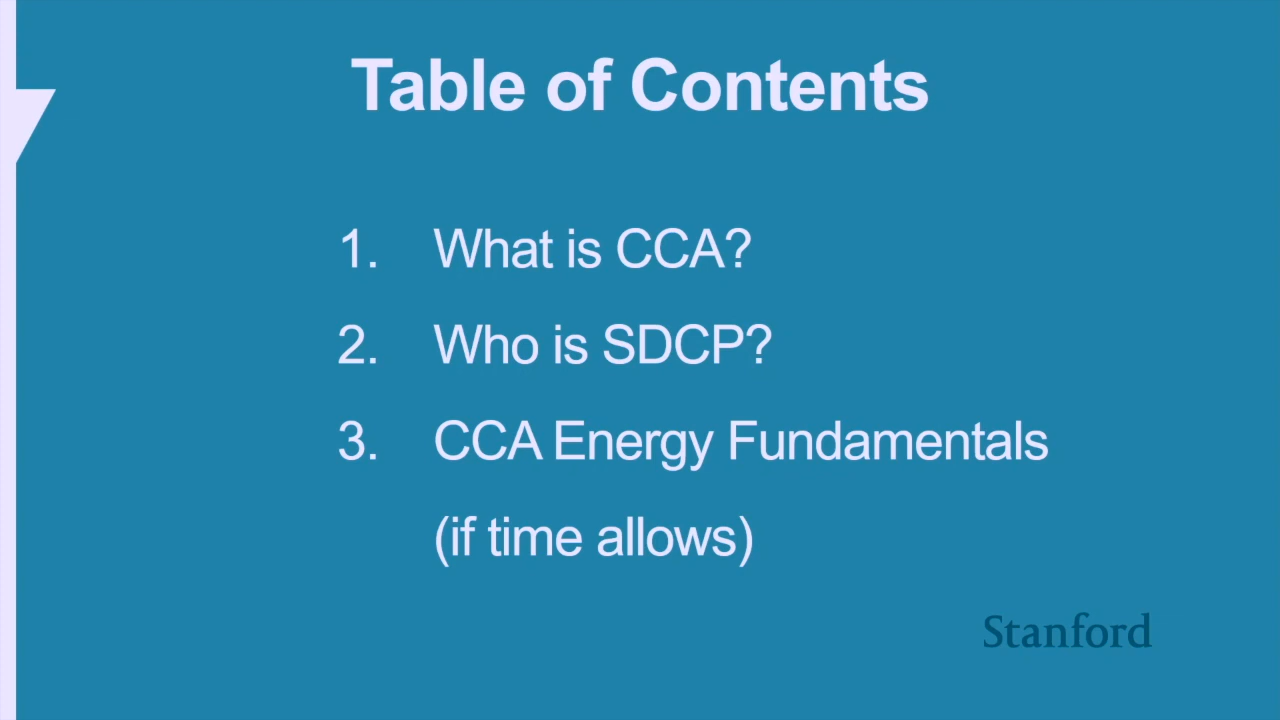 Table of Contents
1. What is CCA?
2. Who is SDCP?
3. CCA Energy Fundamentals
(if time allows)
Stanford